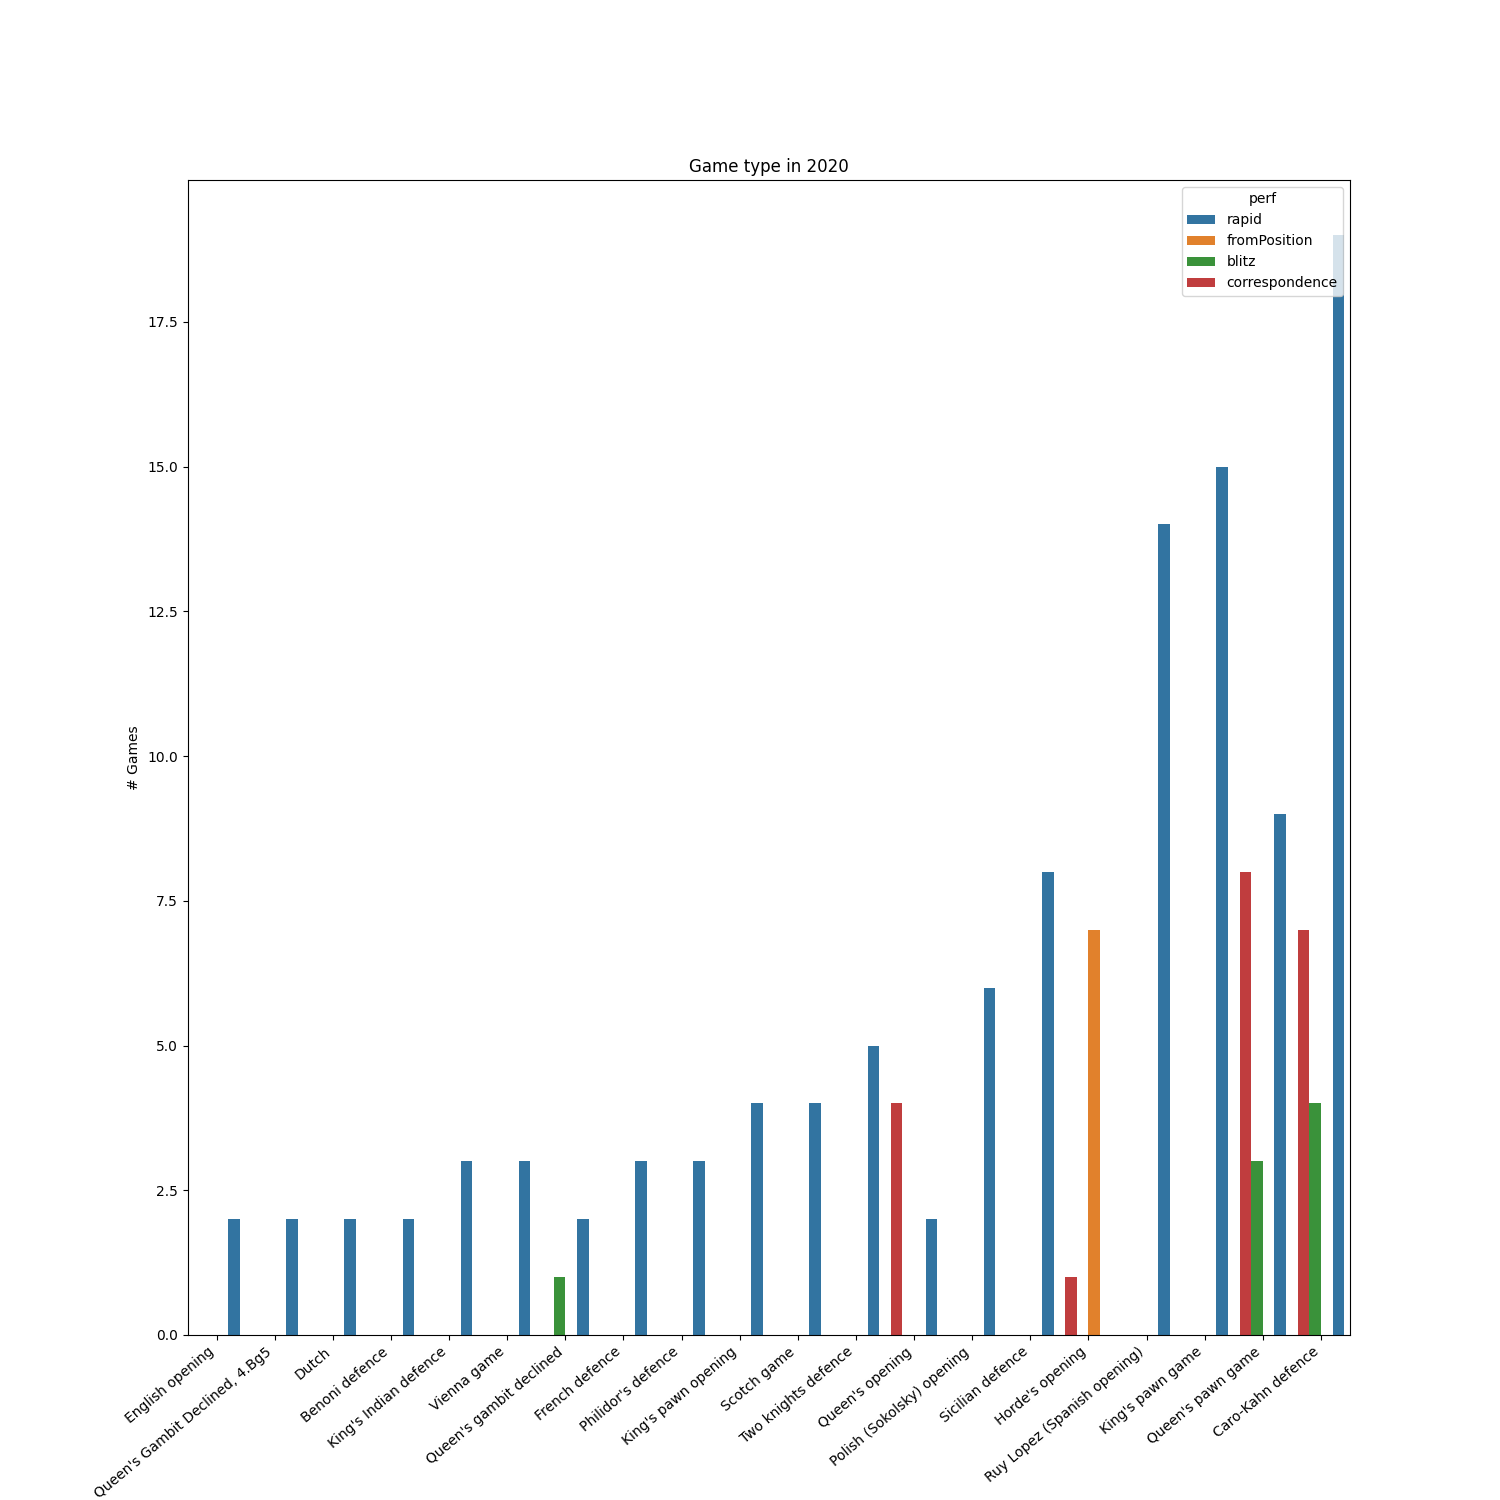 Game type in 2020
perf
rapid
fromPosition
blitz
correspondence
17.5
15.0
12.5
10.0
7.5
5.0
2.5
0.0
# Games
English opening
Queen's Gambit Declined, 4.Bg5
Dutch
Benoni defence
King's Indian defence
Vienna game
Queen's gambit declined
French defence
Philidor's defence
King's pawn opening
Scotch game
Two knights defence
Queen's opening
Polish (Sokolsky) opening
Sicilian defence
Horde's opening
Ruy Lopez (Spanish opening)
King's pawn game
Queen's pawn game
Caro-Kahn defence